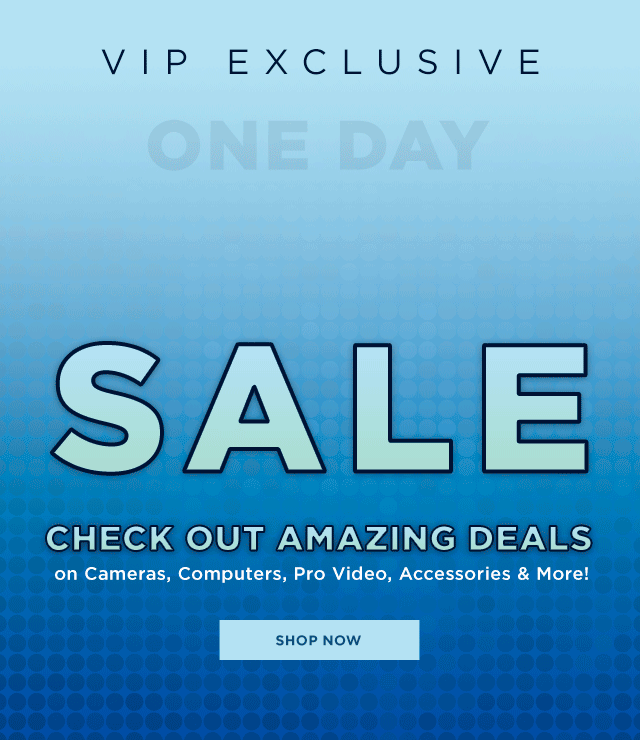 VIP EXCLUSIVE
ONE DAY
SALE
CHECK OUT AMAZING DEALS
on Cameras, Computers, Pro Video, Accessories & More!
SHOP NOW